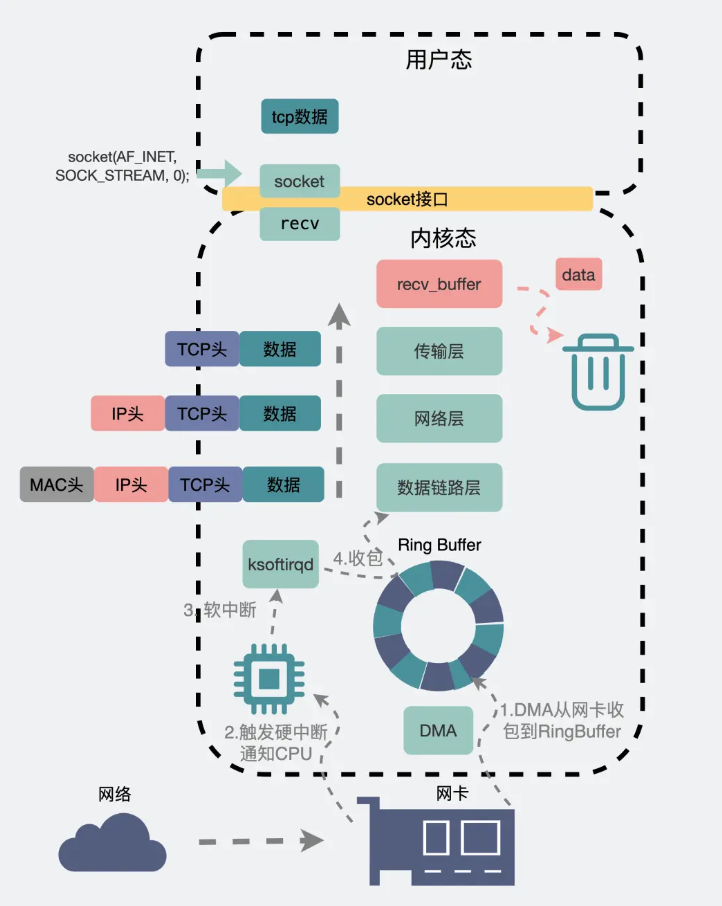 用户态
tcp数据
socket(AF_INET,
SOCK_STREAM, 0);
socket
socket接口
recv
内核态
recv_buffer
data
TCP头
数据
传输层
IP头
TCP头
数据
网络层
MAC头
IP头
TCP头
数据
数据链路层
Ring Buffer
ksoftirqd
4.收包
3. 软中断
DMA
1.DMA从网卡收
包到RingBuffer
2.触发硬中断
通知CPU
网络
网卡